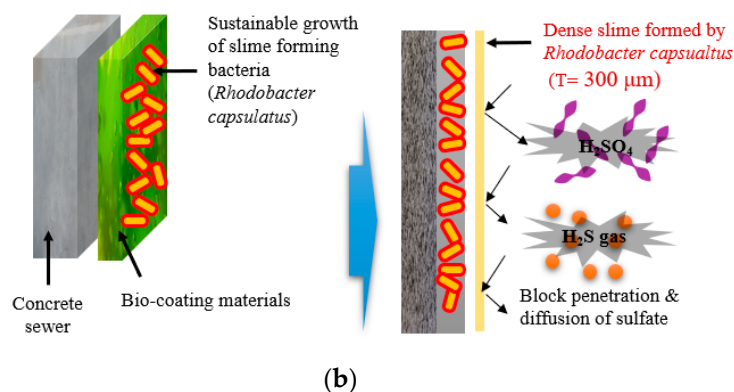 Sustainable growth
of slime forming
bacteria
(Rhodobacter
capsulatus)
Concrete
sewer
Bio-coating materials
Dense slime formed by
Rhodobacter capsualtus
(T= 300 μm)
H₂SO₄
H₂S gas
Block penetration &
diffusion of sulfate
(b)